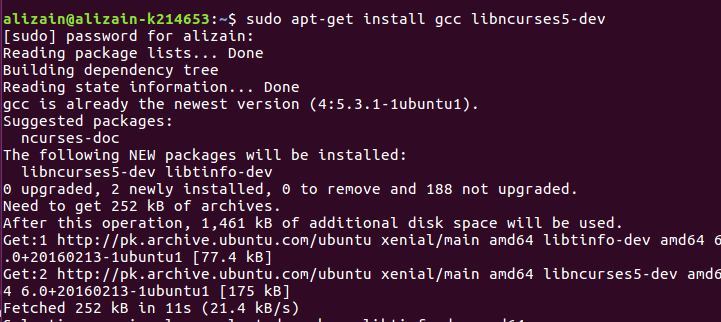 alizain@alizain-k214653:~$ sudo apt-get install gcc libncurses5-dev
[sudo] password for alizain:
Reading package lists... Done
Building dependency tree
Reading state information... Done
gcc is already the newest version (4:5.3.1-1ubuntu1).
Suggested packages:
  ncurses-doc
The following NEW packages will be installed:
  libncurses5-dev libtinfo-dev
0 upgraded, 2 newly installed, 0 to remove and 188 not upgraded.
Need to get 252 kB of archives.
After this operation, 1,461 kB of additional disk space will be used.
Get:1 http://pk.archive.ubuntu.com/ubuntu xenial/main amd64 libtinfo-dev amd64 6
.0+20160213-1ubuntu1 [77.4 kB]
Get:2 http://pk.archive.ubuntu.com/ubuntu xenial/main amd64 libncurses5-dev amd6
4 6.0+20160213-1ubuntu1 [175 kB]
Fetched 252 kB in 11s (21.4 kB/s)